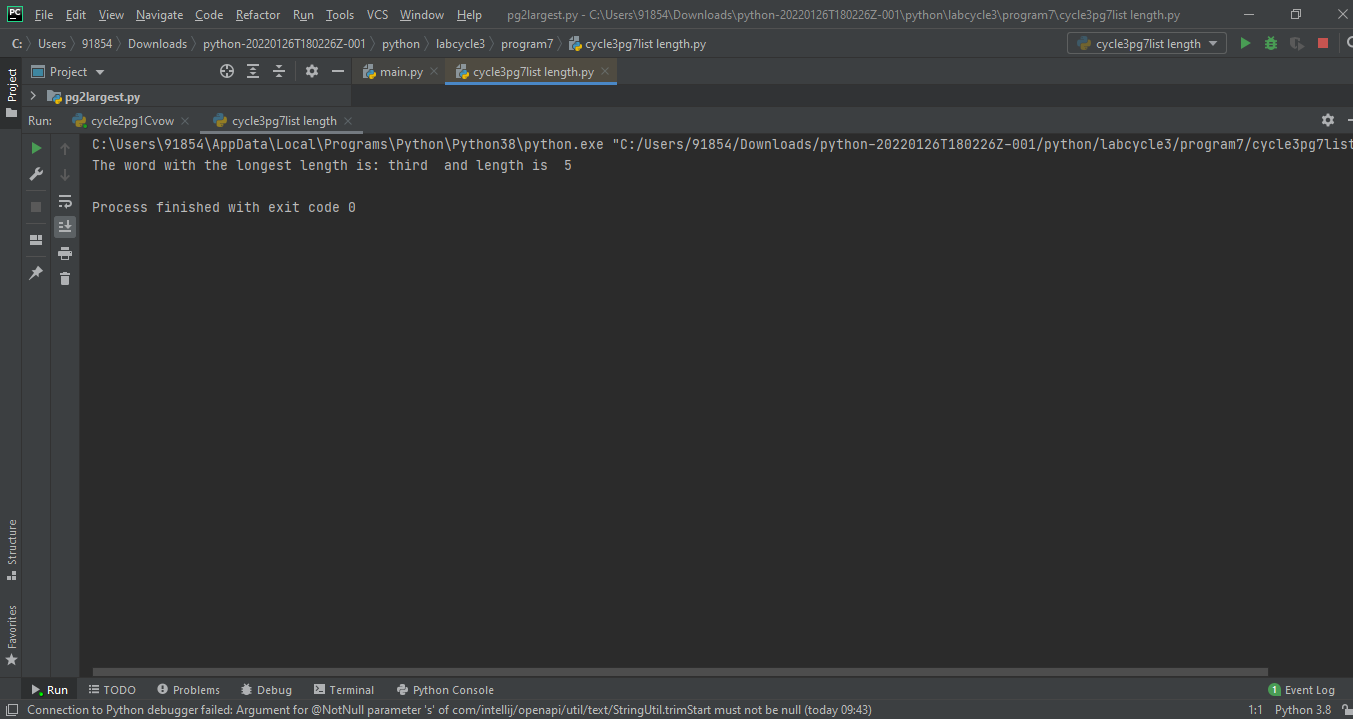 PC File Edit View Navigate Code Refactor Run Tools VCS Window Help pg2largest.py - C:\Users\91854\Downloads\python-20220126T180226Z-001\python\labcycle3\program7\cycle3pg7list length.py
C: Users 91854 Downloads python-20220126T180226Z-001 python labcycle3 program7 cycle3pg7list length.py cycle3pg7list length
Project Project main.py cycle3pg7list length.py
pg2largest.py
Run: cycle2pg1Cvow cycle3pg7list length
C:\Users\91854\AppData\Local\Programs\Python\Python38\python.exe "C:/Users/91854/Downloads/python-20220126T180226Z-001/python/labcycle3/program7/cycle3pg7list
The word with the longest length is: third  and length is  5
Process finished with exit code 0
Structure
Favorites
Run TODO Problems Debug Terminal Python Console 1 Event Log
Connection to Python debugger failed: Argument for @NotNull parameter 's' of com/intellij/openapi/util/text/StringUtil.trimStart must not be null (today 09:43) 1:1 Python 3.8